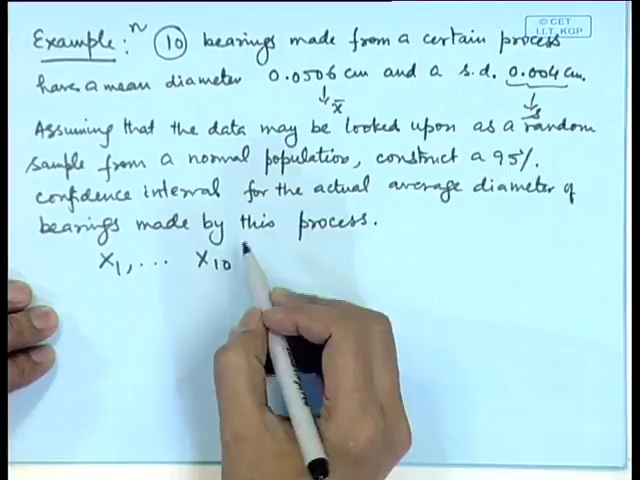 © CET
I.I.T. KGP
Example : n 10 bearings made from a certain process
have a mean diameter 0.0506 cm and a s.d. 0.004 cm.
↓ x̄ ↓ s
Assuming that the data may be looked upon as a random
sample from a normal population, construct a 95%.
confidence interval for the actual average diameter of
bearings made by this process.
X1, ... X10